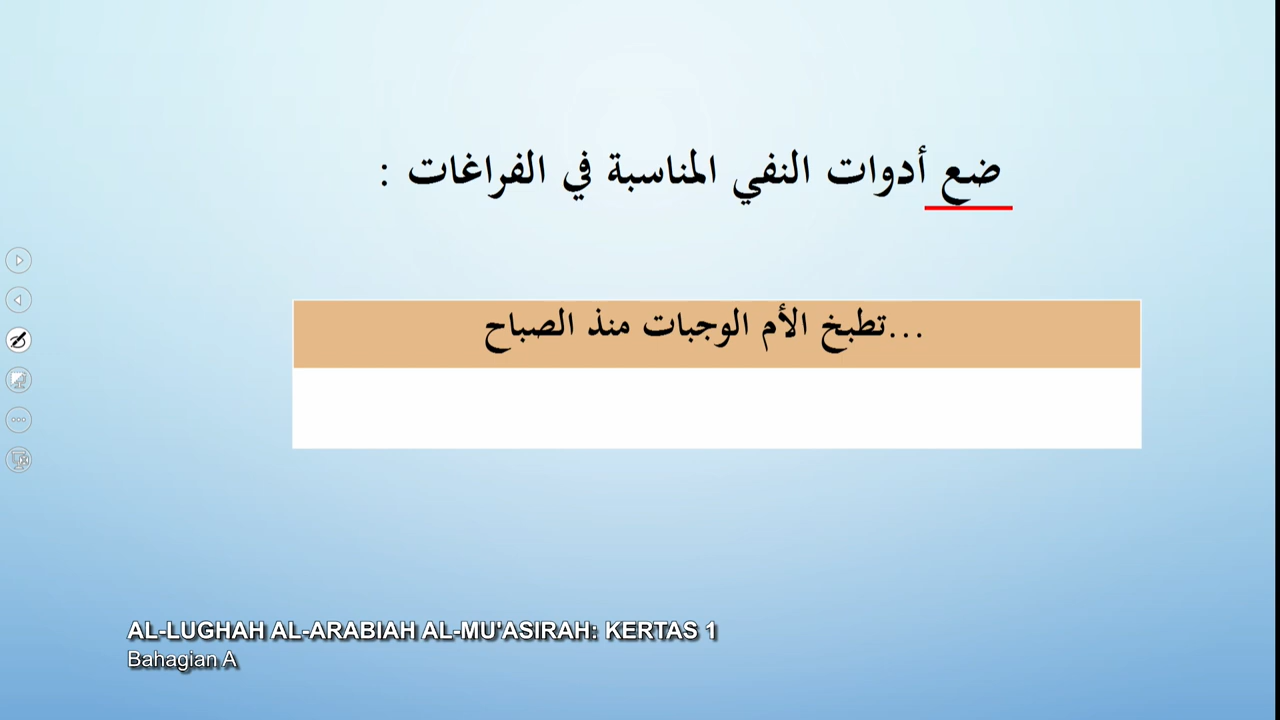 ضع أدوات النفي المناسبة في الفراغات :
...تطبخ الأم الوجبات منذ الصباح
AL-LUGHAH AL-ARABIAH AL-MU'ASIRAH: KERTAS 1
Bahagian A